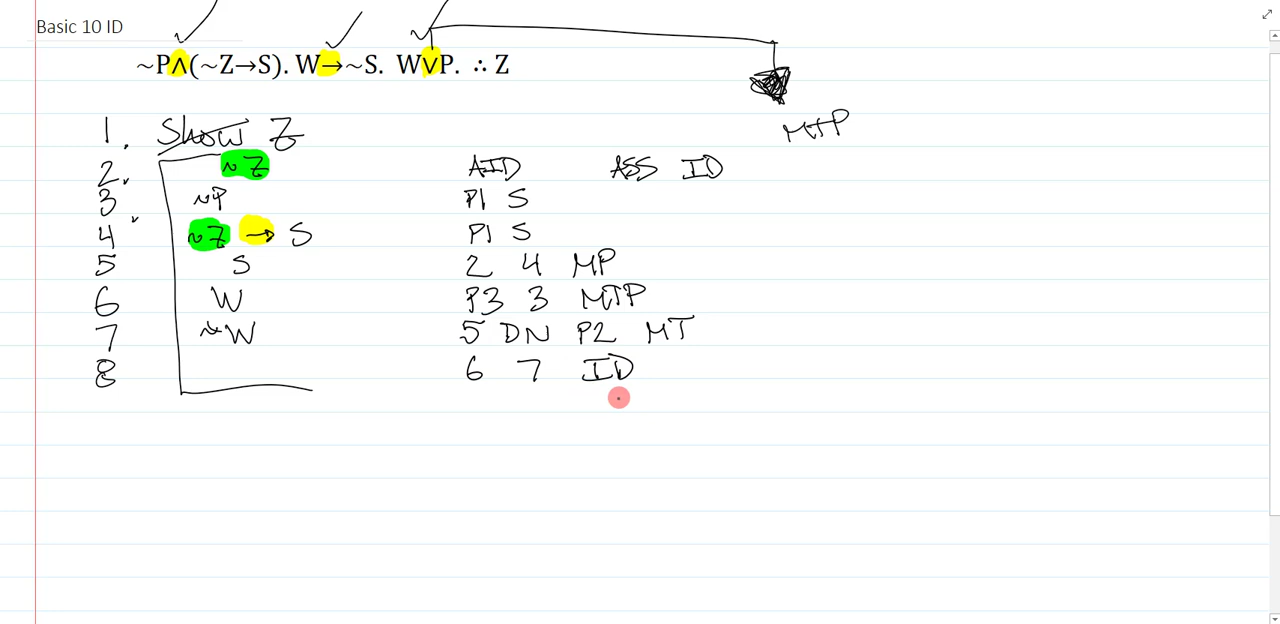 Basic 10 ID
~P∧(~Z→S). W→~S. W∨P. ∴ Z
MTP
1. Show Z
2. ~Z AID ASS ID
3 ~P P1 S
4 ~Z → S P1 S
5 S 2 4 MP
6 W P3 3 MTP
7 ~W 5 DN P2 MT
8 6 7 ID